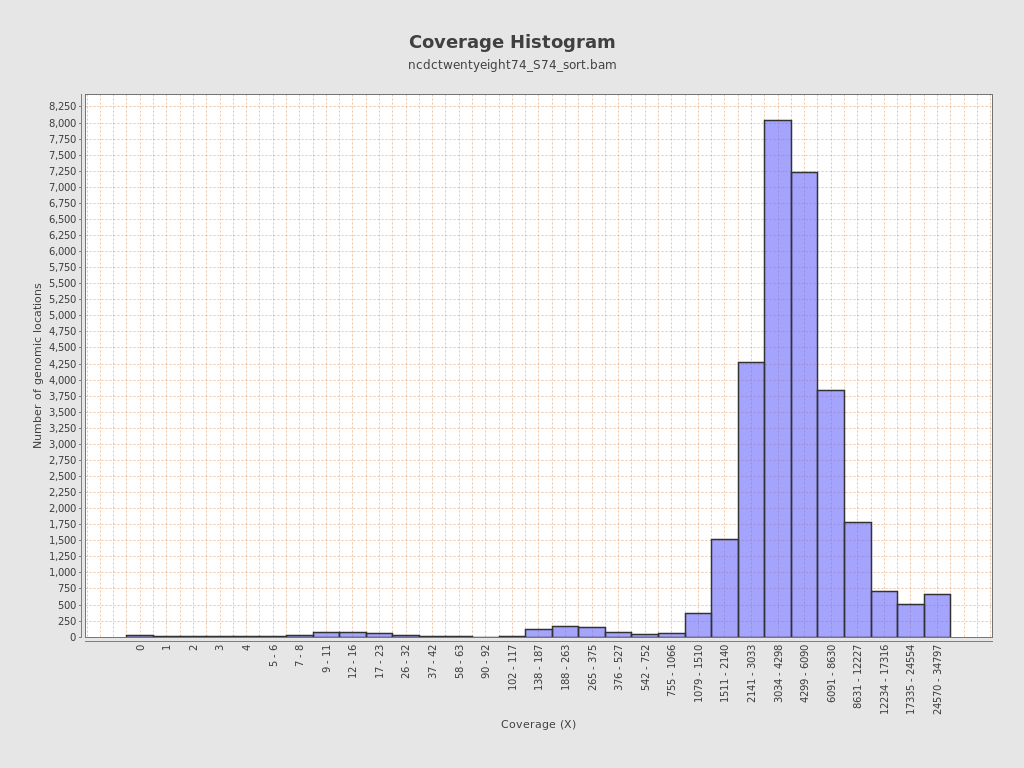 Coverage Histogram
ncdctwentyeight74_S74_sort.bam
Number of genomic locations
8,250
8,000
7,750
7,500
7,250
7,000
6,750
6,500
6,250
6,000
5,750
5,500
5,250
5,000
4,750
4,500
4,250
4,000
3,750
3,500
3,250
3,000
2,750
2,500
2,250
2,000
1,750
1,500
1,250
1,000
750
500
250
0
0
1
2
3
4
5 - 6
7 - 8
9 - 11
12 - 16
17 - 23
26 - 32
37 - 42
58 - 63
90 - 92
102 - 117
138 - 187
188 - 263
265 - 375
376 - 527
542 - 752
755 - 1066
1079 - 1510
1511 - 2140
2141 - 3033
3034 - 4298
4299 - 6090
6091 - 8630
8631 - 12227
12234 - 17316
17335 - 24554
24570 - 34797
Coverage (X)